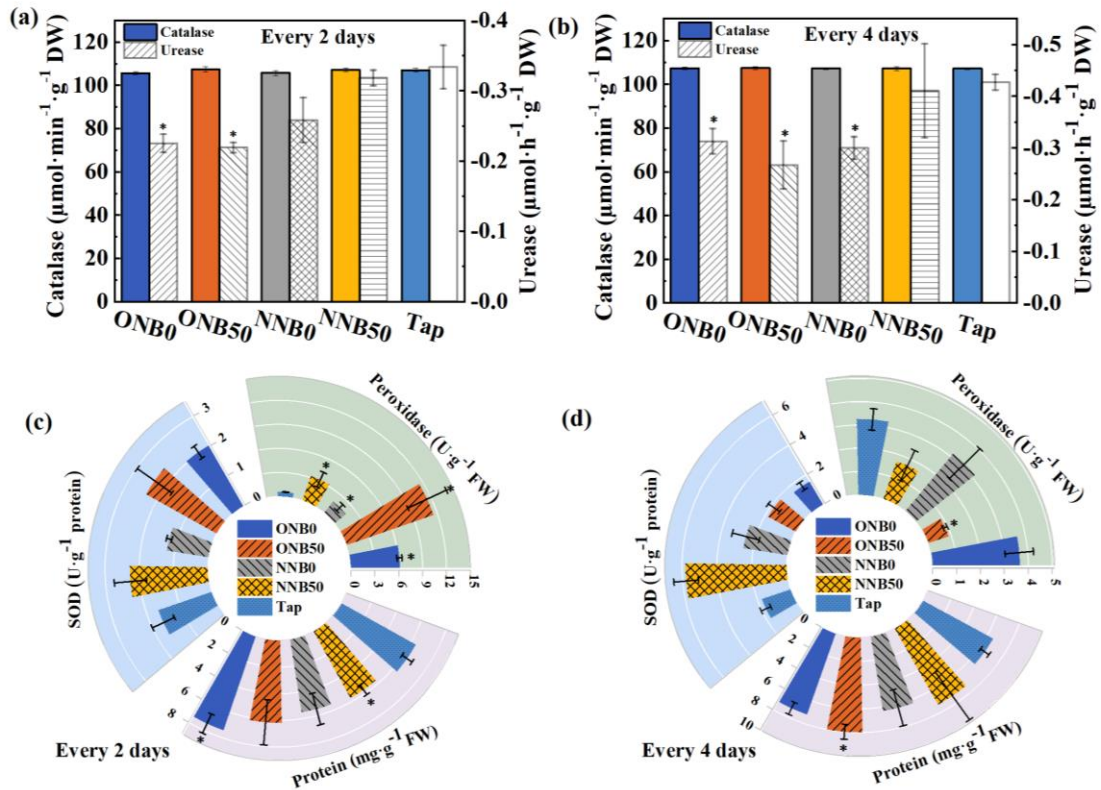 (a)
Catalase
Urease
Every 2 days
Catalase (μmol·min⁻¹·g⁻¹ DW)
0
20
40
60
80
100
120
-0.4
-0.3
-0.2
-0.1
-0.0
Urease (μmol·h⁻¹·g⁻¹ DW)
* *
ONB0 ONB50 NNB0 NNB50 Tap
(b)
Catalase
Urease
Every 4 days
Catalase (μmol·min⁻¹·g⁻¹ DW)
0
20
40
60
80
100
120
-0.5
-0.4
-0.3
-0.2
-0.1
-0.0
Urease (μmol·h⁻¹·g⁻¹ DW)
* * *
ONB0 ONB50 NNB0 NNB50 Tap
(c)
SOD (U·g⁻¹ protein)
3
2
1
0
Peroxidase (U·g⁻¹ FW)
* * * *
0 3 6 9 12 15
ONB0
ONB50
NNB0
NNB50
Tap
0
2
4
6
8
* *
Protein (mg·g⁻¹ FW)
Every 2 days
(d)
SOD (U·g⁻¹ protein)
6
4
2
0
Peroxidase (U·g⁻¹ FW)
*
0 1 2 3 4 5
ONB0
ONB50
NNB0
NNB50
Tap
0
2
4
6
8
10
*
Protein (mg·g⁻¹ FW)
Every 4 days